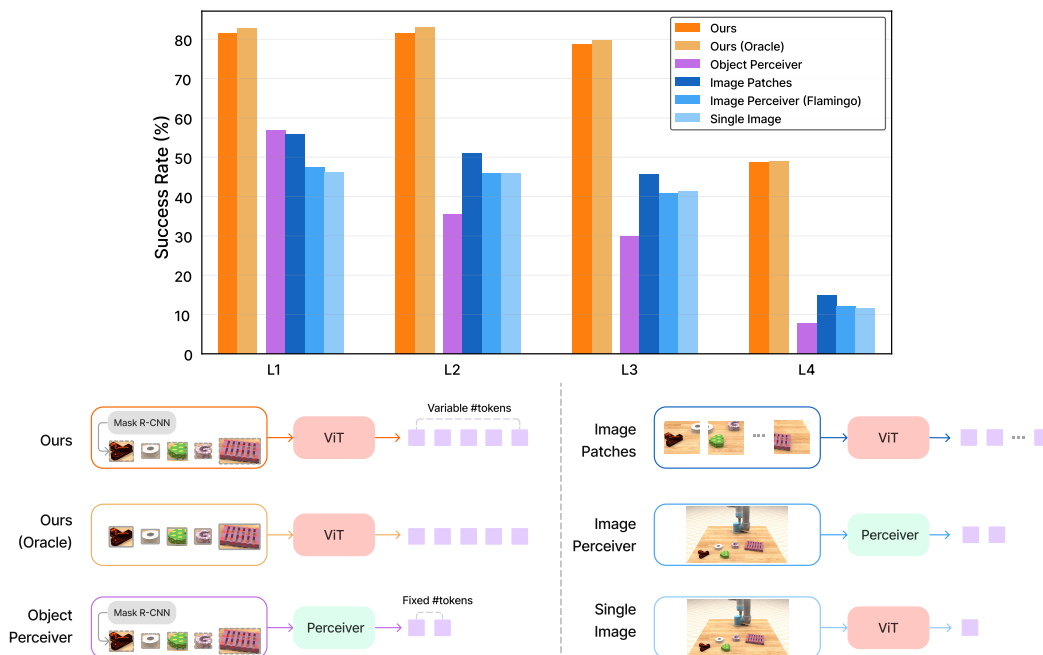 Success Rate (%)
80
70
60
50
40
30
20
10
0
L1 L2 L3 L4
Ours
Ours (Oracle)
Object Perceiver
Image Patches
Image Perceiver (Flamingo)
Single Image
Ours
Mask R-CNN
ViT
Variable #tokens
Ours
(Oracle)
ViT
Object
Perceiver
Mask R-CNN
Perceiver
Fixed #tokens
Image
Patches
ViT
Image
Perceiver
Perceiver
Single
Image
ViT